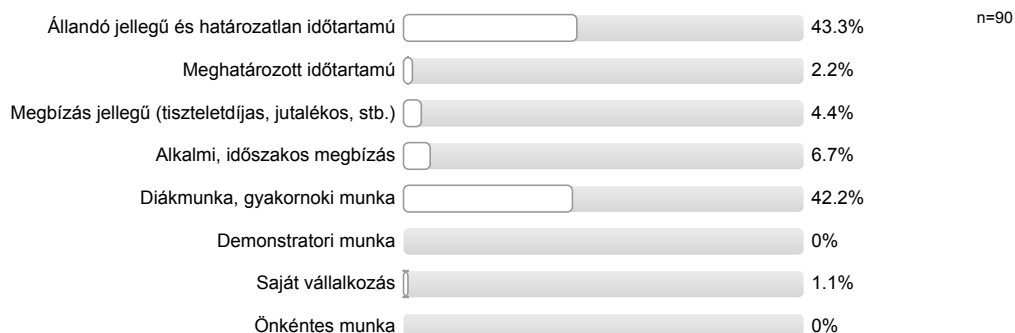 Állandó jellegű és határozatlan időtartamú 43.3% n=90
Meghatározott időtartamú 2.2%
Megbízás jellegű (tiszteletdíjas, jutalékos, stb.) 4.4%
Alkalmi, időszakos megbízás 6.7%
Diákmunka, gyakornoki munka 42.2%
Demonstratori munka 0%
Saját vállalkozás 1.1%
Önkéntes munka 0%